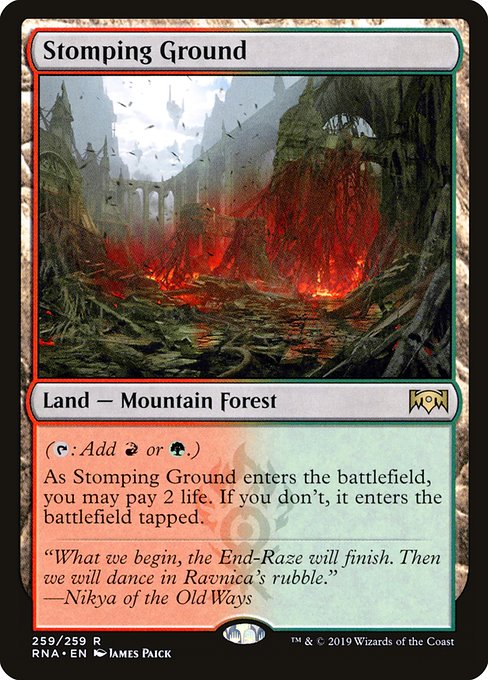 Stomping Ground
Land — Mountain Forest
(: Add or .)
As Stomping Ground enters the battlefield,
you may pay 2 life. If you don't, it enters the
battlefield tapped.
“What we begin, the End-Raze will finish. Then
we will dance in Ravnica's rubble.”
—Nikya of the Old Ways
259/259 R
RNA • EN James Paick
™ & © 2019 Wizards of the Coast